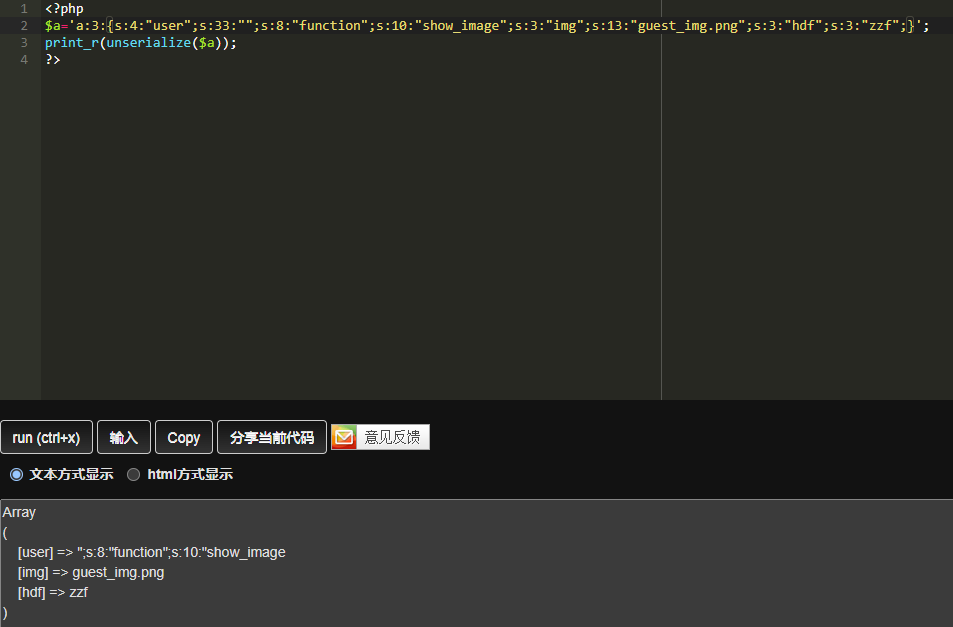 1 <?php
2 $a='a:3:{s:4:"user";s:33:"";s:8:"function";s:10:"show_image";s:3:"img";s:13:"guest_img.png";s:3:"hdf";s:3:"zzf";}';
3 print_r(unserialize($a));
4 ?>
run (ctrl+x) 输入 Copy 分享当前代码 意见反馈
文本方式显示 html方式显示
Array
(
[user] => ";s:8:"function";s:10:"show_image
[img] => guest_img.png
[hdf] => zzf
)